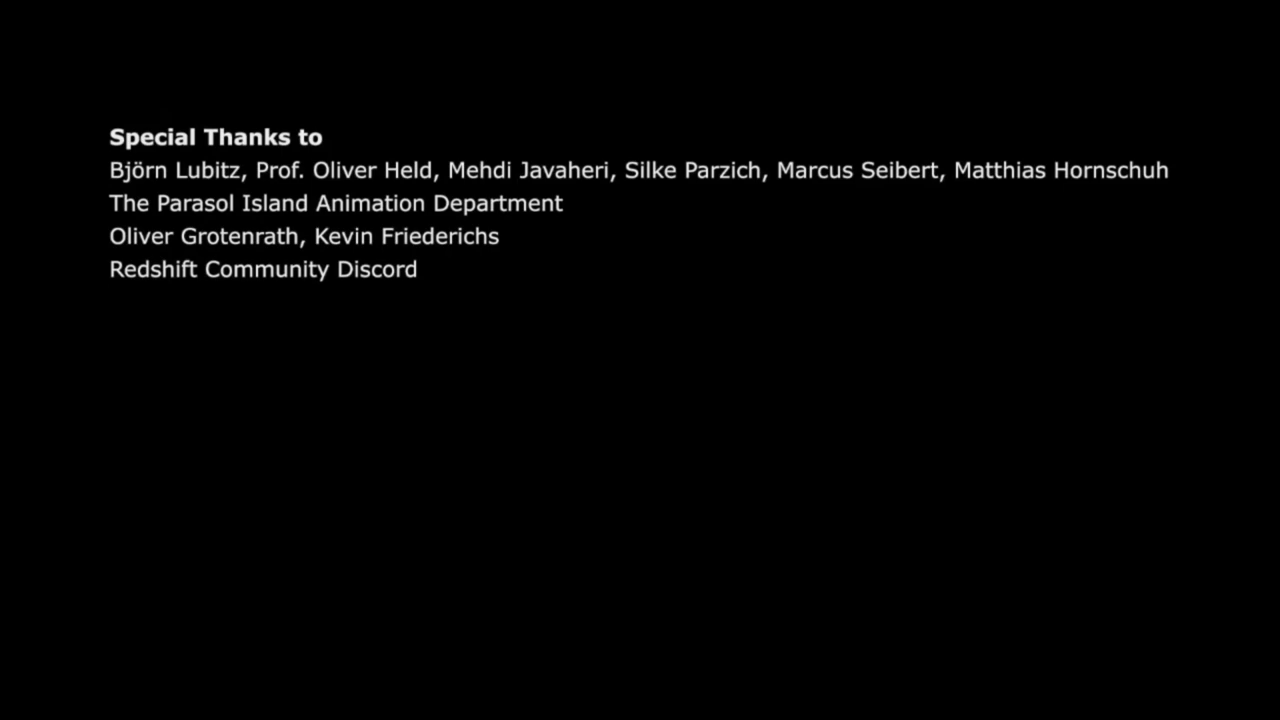 Special Thanks to
Björn Lubitz, Prof. Oliver Held, Mehdi Javaheri, Silke Parzich, Marcus Seibert, Matthias Hornschuh
The Parasol Island Animation Department
Oliver Grotenrath, Kevin Friederichs
Redshift Community Discord